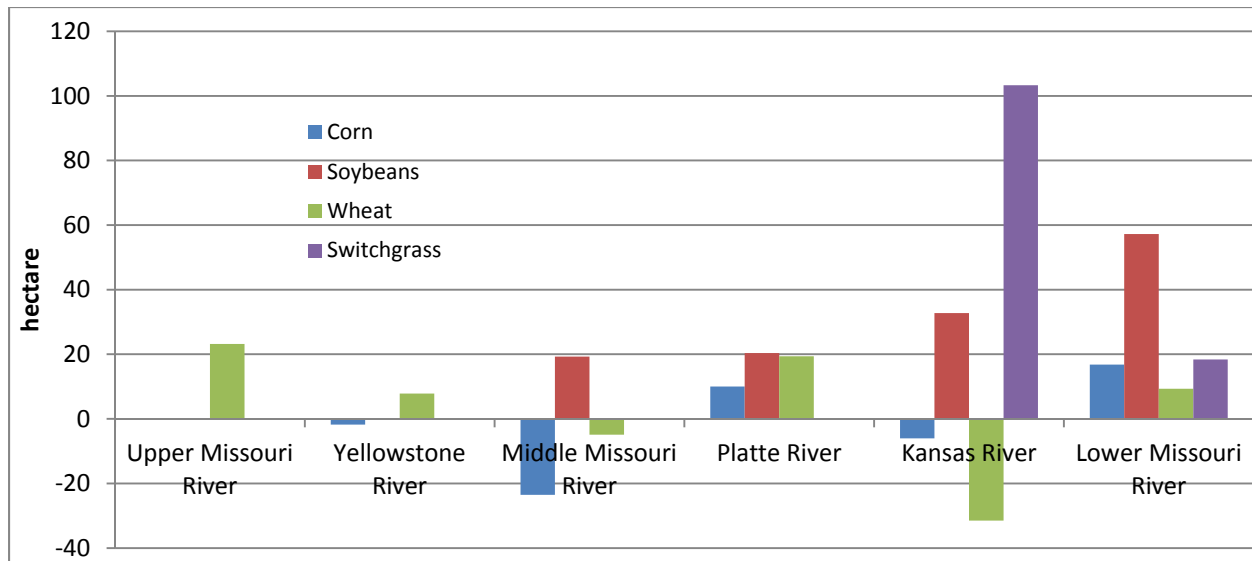 120
100
80
60
40
20
0
-20
-40
hectare
Corn
Soybeans
Wheat
Switchgrass
Upper Missouri
River
Yellowstone
River
Middle Missouri
River
Platte River
Kansas River
Lower Missouri
River